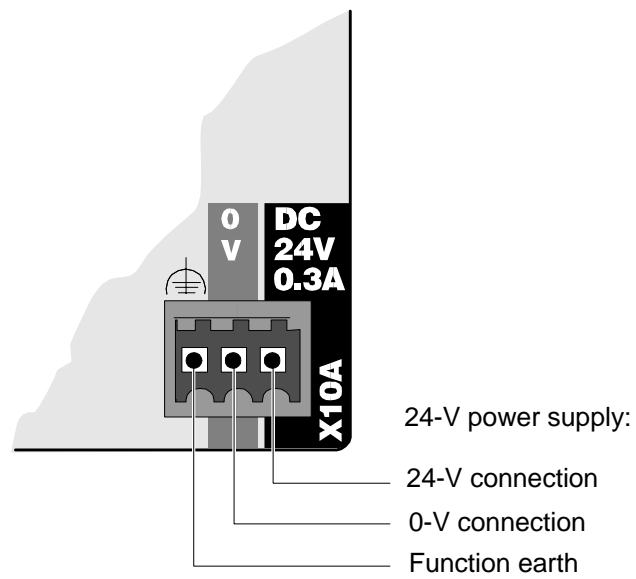 0
V
DC
24V
0.3A
X10A
24-V power supply:
24-V connection
0-V connection
Function earth